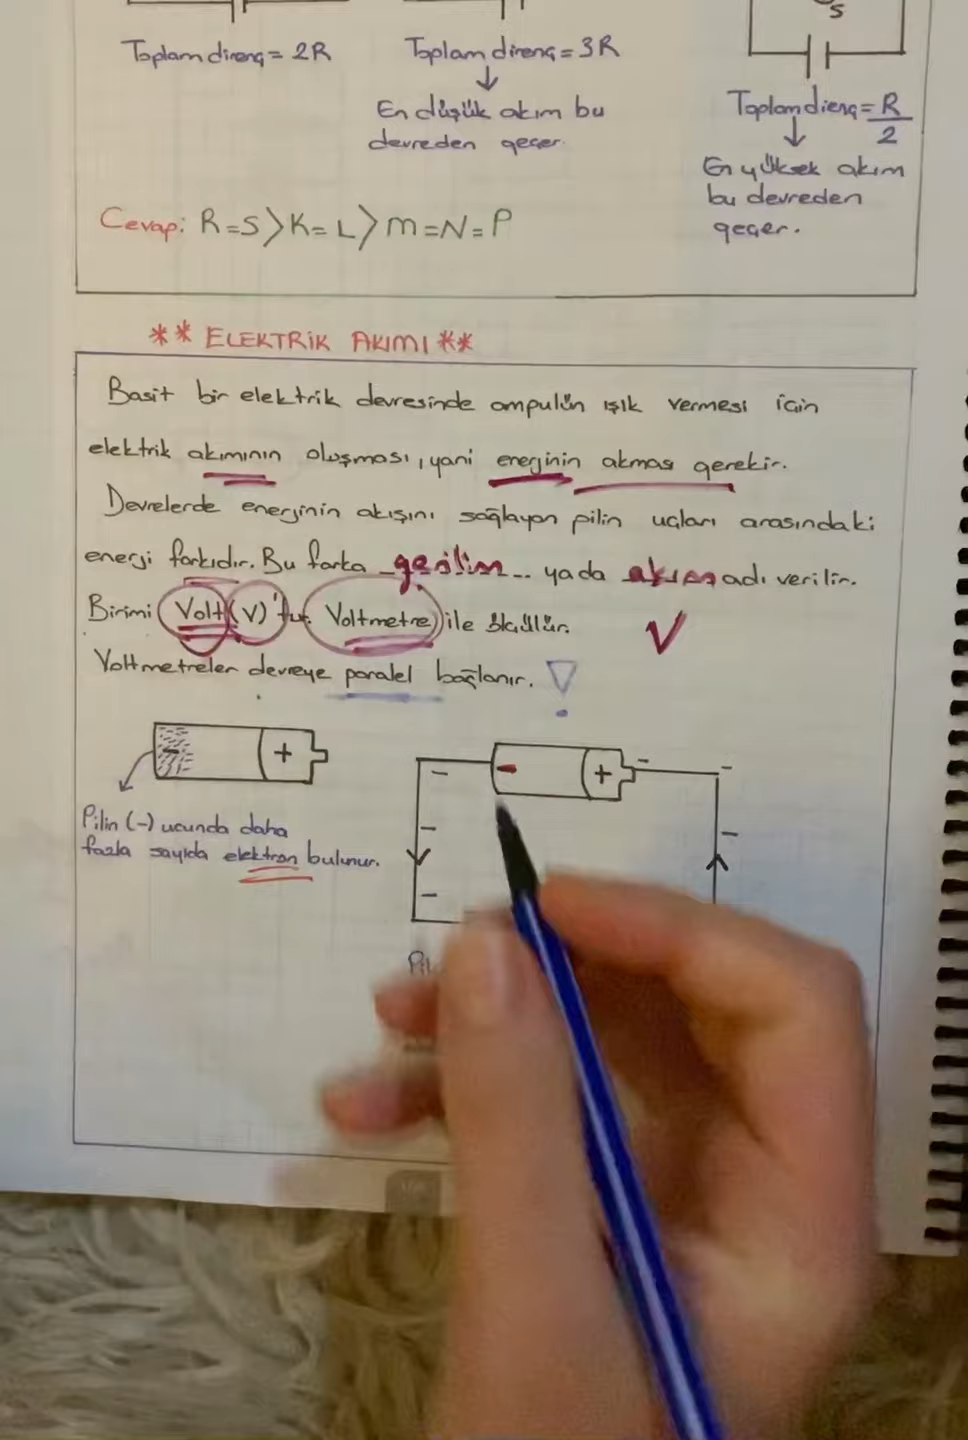 S
Toplam direnç = 2R
Toplam direnç = 3R
En düşük akım bu
devreden geçer.
Toplam direnç = R
2
En yüksek akım
bu devreden
geçer.
Cevap: R=S>K=L>M=N=P
** ELEKTRİK AKIMI **
Basit bir elektrik devresinde ampulün ışık vermesi için
elektrik akımının oluşması, yani enerjinin akması gerekir.
Devrelerde enerjinin akışını sağlayan pilin uçları arasındaki
energi farkıdır. Bu farka gerilim yada akım adı verilir.
Birimi Volt (V)'tur. Voltmetre ile ölçülür.
Voltmetreler devreye paralel bağlanır. !
- +
- +
Pilin (-) ucunda daha
fazla sayıda elektron bulunur.